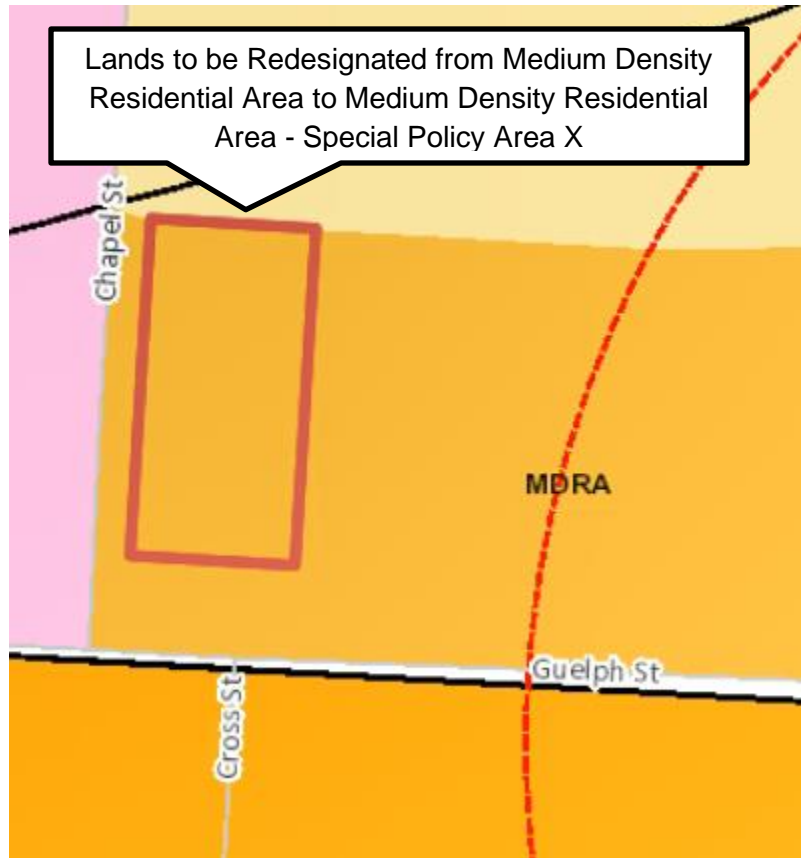 Lands to be Redesignated from Medium Density
Residential Area to Medium Density Residential
Area - Special Policy Area X
Chapel St
MDRA
Guelph St
Cross St